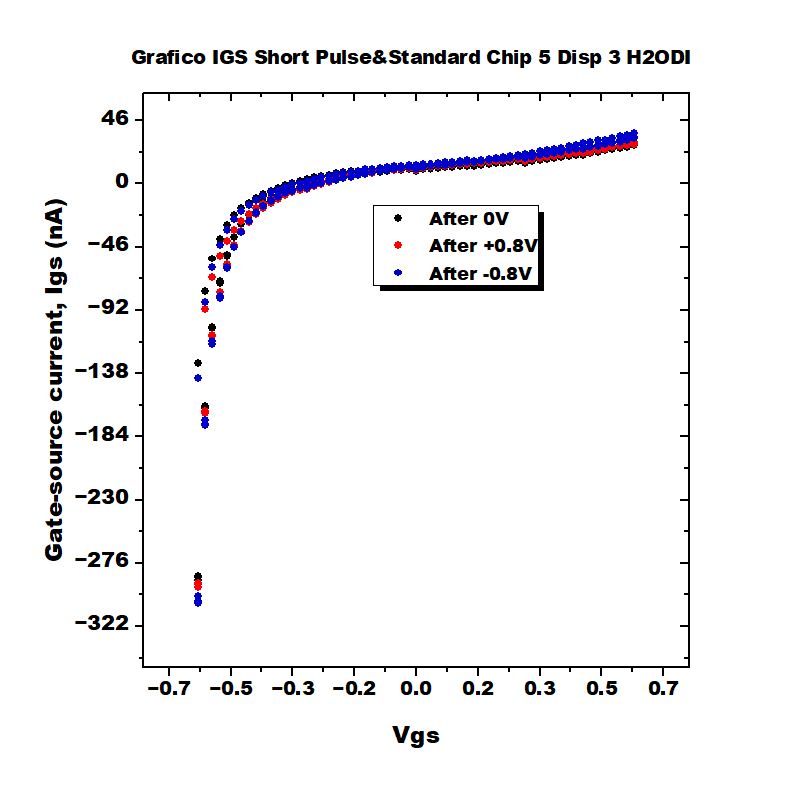 Grafico IGS Short Pulse&Standard Chip 5 Disp 3 H2ODI
46
0
−46
−92
−138
−184
−230
−276
−322
Gate-source current, Igs (nA)
After 0V
After +0.8V
After -0.8V
−0.7 −0.5 −0.3 −0.2 0.0 0.2 0.3 0.5 0.7
Vgs